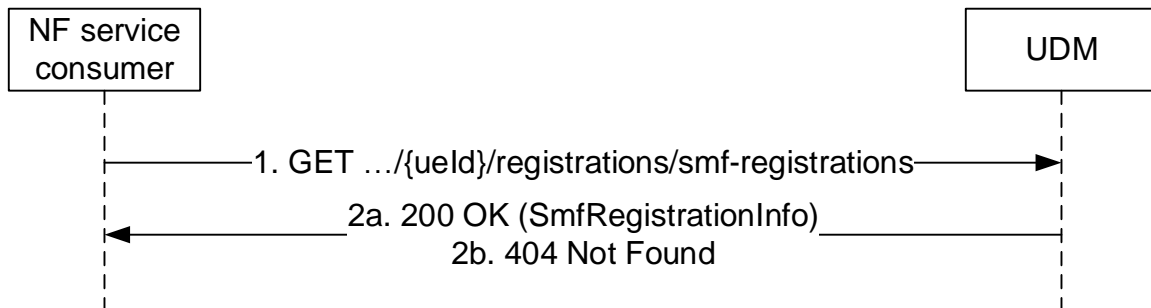 NF service
consumer
UDM
1. GET …/{ueId}/registrations/smf-registrations
2a. 200 OK (SmfRegistrationInfo)
2b. 404 Not Found